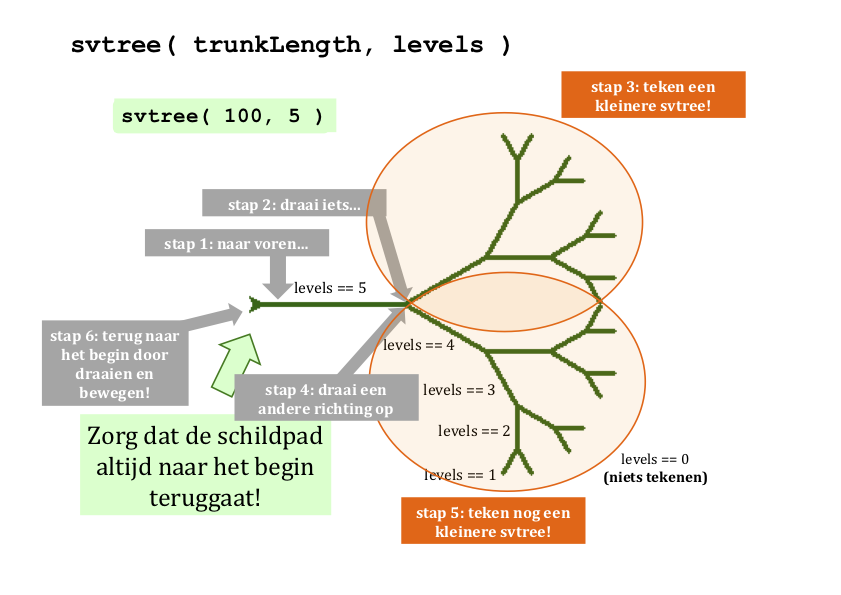 svtree( trunkLength, levels )
stap 3: teken een
kleinere svtree!
svtree( 100, 5 )
stap 2: draai iets…
stap 1: naar voren…
levels == 5
stap 6: terug naar
het begin door
draaien en
bewegen!
levels == 4
stap 4: draai een
andere richting op
levels == 3
Zorg dat de schildpad
altijd naar het begin
teruggaat!
levels == 2
levels == 1
levels == 0
(niets tekenen)
stap 5: teken nog een
kleinere svtree!